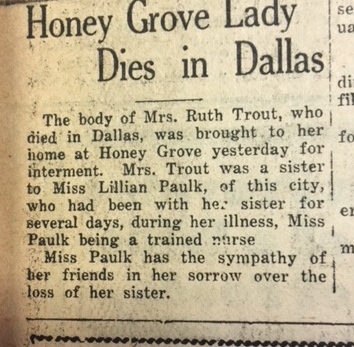 Honey Grove Lady
Dies in Dallas
The body of Mrs. Ruth Trout, who
died in Dallas, was brought to her
home at Honey Grove yesterday for
interment. Mrs. Trout was a sister
to Miss Lillian Paulk, of this city,
who had been with her sister for
several days, during her illness, Miss
Paulk being a trained nurse
Miss Paulk has the sympathy of
her friends in her sorrow over the
loss of her sister.